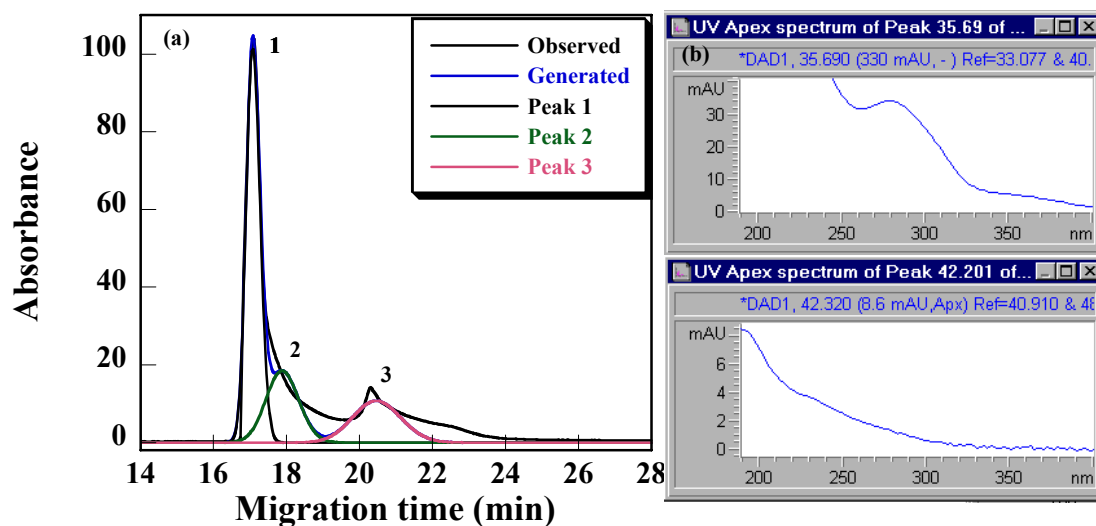 (a)
1
2
3
Observed
Generated
Peak 1
Peak 2
Peak 3
Absorbance
100
80
60
40
20
0
14 16 18 20 22 24 26 28
Migration time (min)
UV Apex spectrum of Peak 35.69 of ...
(b)
*DAD1, 35.690 (330 mAU, - ) Ref=33.077 & 40.
mAU
30
20
10
0
200 250 300 350 nm
UV Apex spectrum of Peak 42.201 of...
*DAD1, 42.320 (8.6 mAU,Apx) Ref=40.910 & 48
mAU
6
4
2
0
200 250 300 350 nm